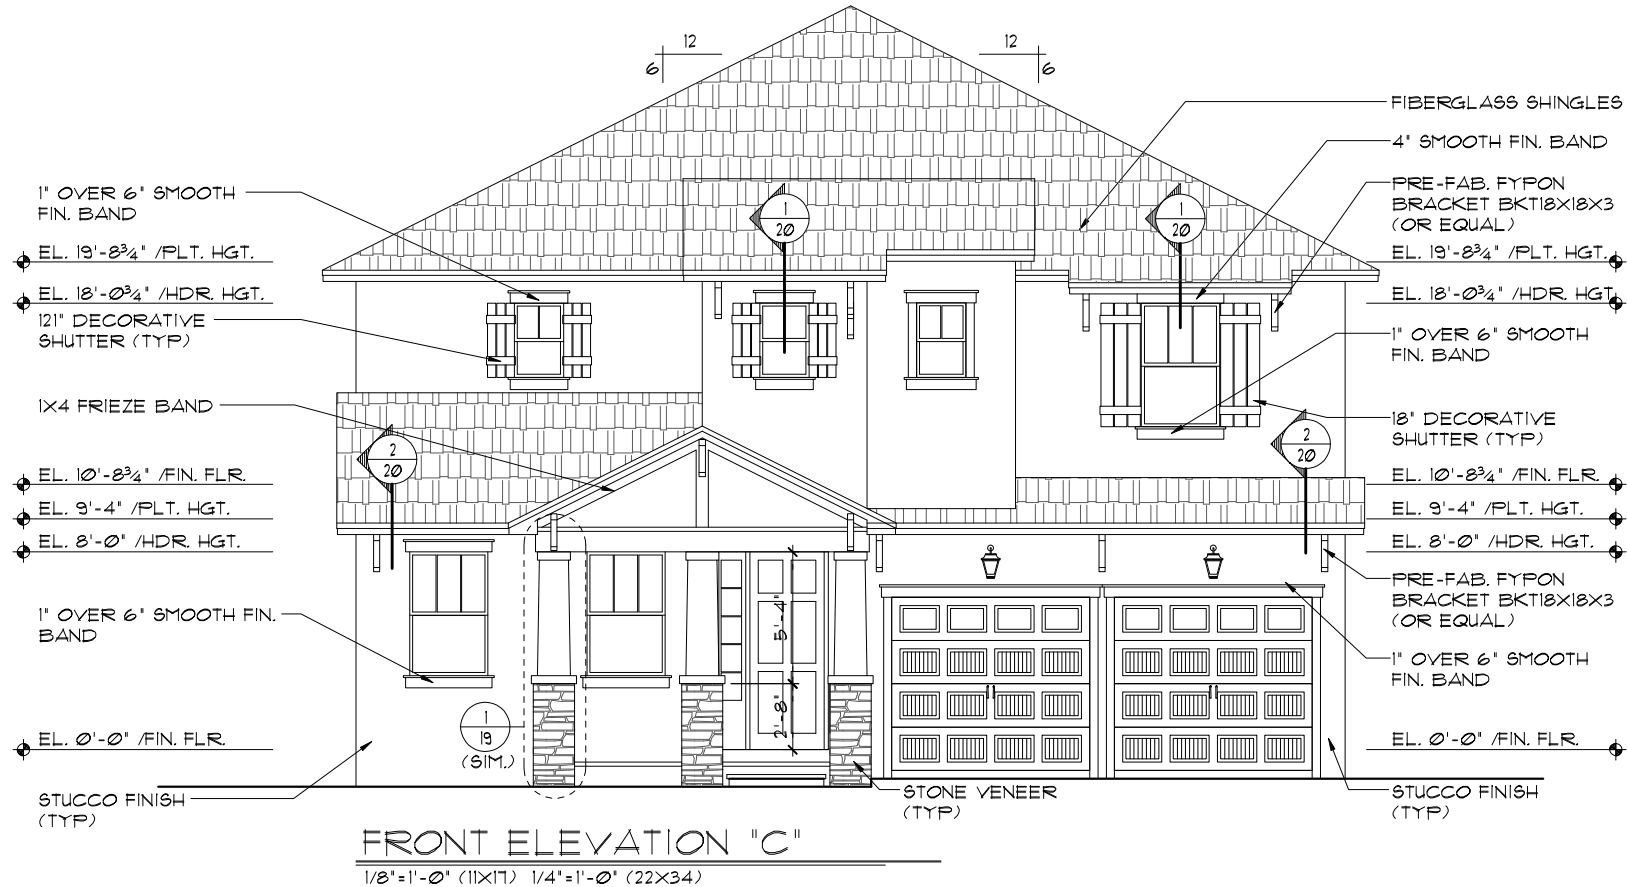 12
6
12
6
FIBERGLASS SHINGLES
4" SMOOTH FIN. BAND
PRE-FAB. FYPON
BRACKET BKT18X18X3
(OR EQUAL)
EL. 19'-8¾" /PLT. HGT.
EL. 18'-0¾" /HDR. HGT.
1" OVER 6" SMOOTH
FIN. BAND
18" DECORATIVE
SHUTTER (TYP)
EL. 10'-8¾" /FIN. FLR.
EL. 9'-4" /PLT. HGT.
EL. 8'-0" /HDR. HGT.
PRE-FAB. FYPON
BRACKET BKT18X18X3
(OR EQUAL)
1" OVER 6" SMOOTH
FIN. BAND
EL. 0'-0" /FIN. FLR.
STUCCO FINISH
(TYP)
1" OVER 6" SMOOTH
FIN. BAND
EL. 19'-8¾" /PLT. HGT.
EL. 18'-0¾" /HDR. HGT.
121" DECORATIVE
SHUTTER (TYP)
1X4 FRIEZE BAND
EL. 10'-8¾" /FIN. FLR.
EL. 9'-4" /PLT. HGT.
EL. 8'-0" /HDR. HGT.
1" OVER 6" SMOOTH FIN.
BAND
EL. 0'-0" /FIN. FLR.
STUCCO FINISH
(TYP)
1
20
1
20
2
20
2
20
1
19
(SIM.)
5'-4"
2'-8"
STONE VENEER
(TYP)
FRONT ELEVATION "C"
1/8"=1'-0" (11X17) 1/4"=1'-0" (22X34)